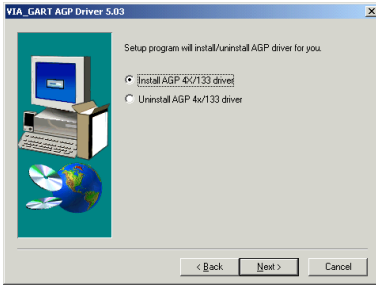 VIA_GART AGP Driver 5.03
Setup program will install/uninstall AGP driver for you.
Install AGP 4X/133 driver
Uninstall AGP 4x/133 driver
< Back
Next >
Cancel